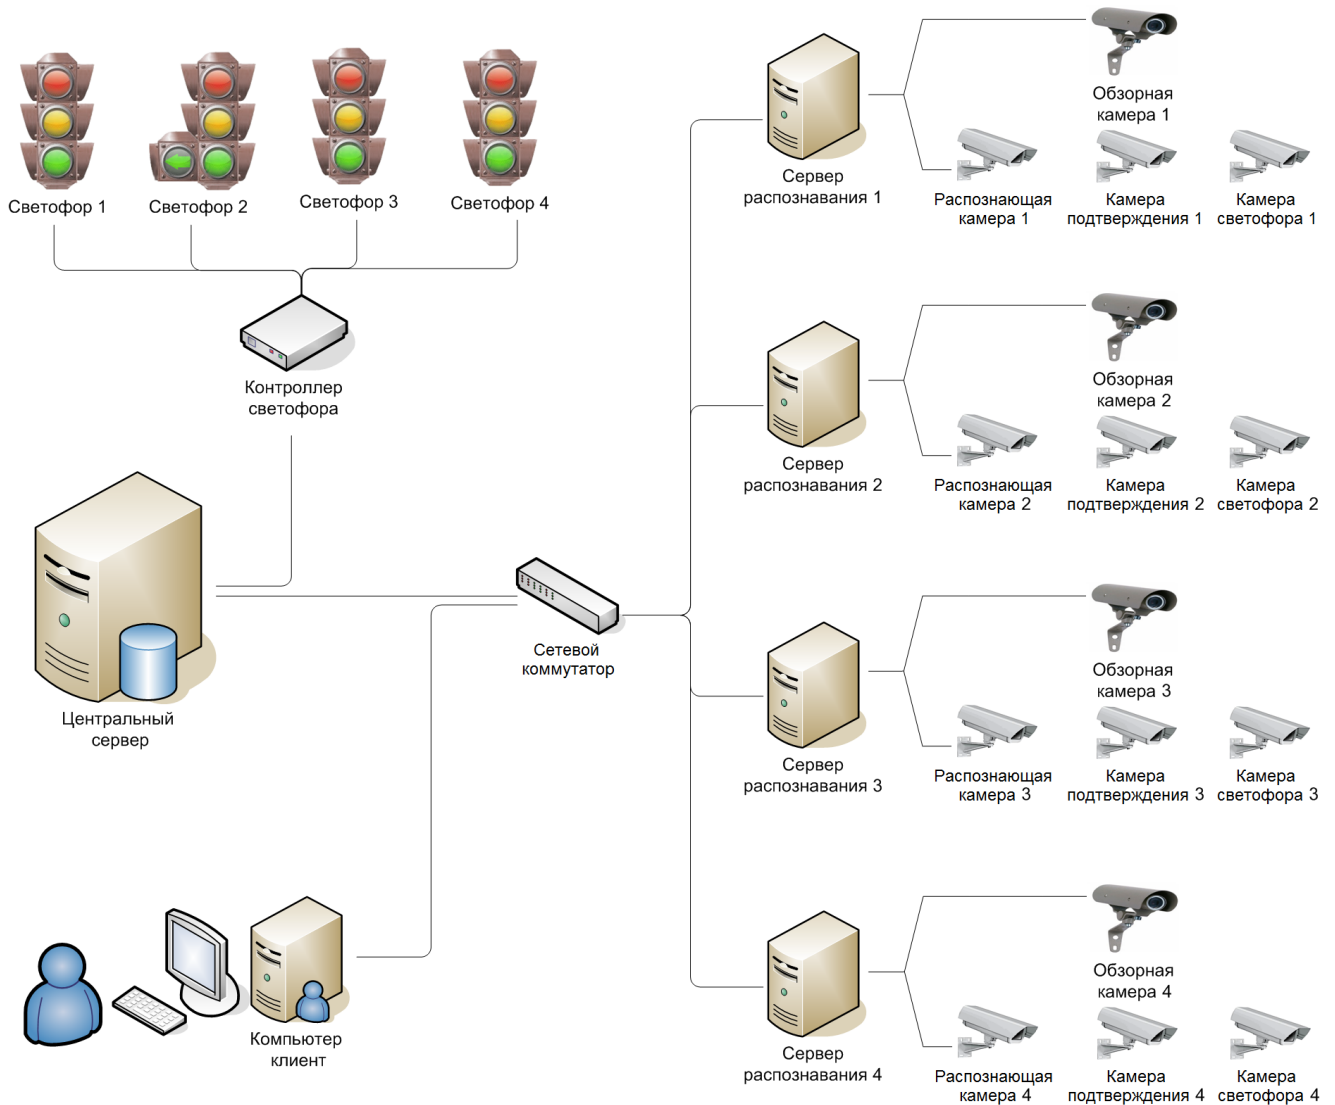 Светофор 1
Светофор 2
Светофор 3
Светофор 4
Контроллер
светофора
Центральный
сервер
Компьютер
клиент
Сетевой
коммутатор
Сервер
распознавания 1
Обзорная
камера 1
Распознающая
камера 1
Камера
подтверждения 1
Камера
светофора 1
Сервер
распознавания 2
Обзорная
камера 2
Распознающая
камера 2
Камера
подтверждения 2
Камера
светофора 2
Сервер
распознавания 3
Обзорная
камера 3
Распознающая
камера 3
Камера
подтверждения 3
Камера
светофора 3
Сервер
распознавания 4
Обзорная
камера 4
Распознающая
камера 4
Камера
подтверждения 4
Камера
светофора 4